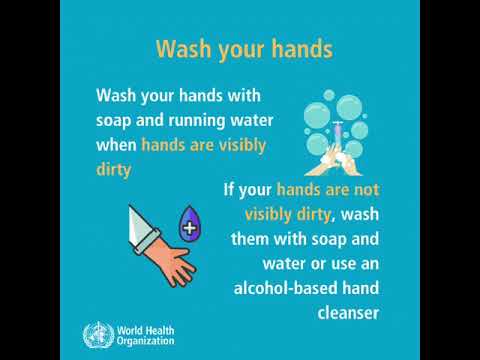 Wash your hands
Wash your hands with
soap and running water
when hands are visibly
dirty
If your hands are not
visibly dirty, wash
them with soap and
water or use an
alcohol-based hand
cleanser
World Health
Organization